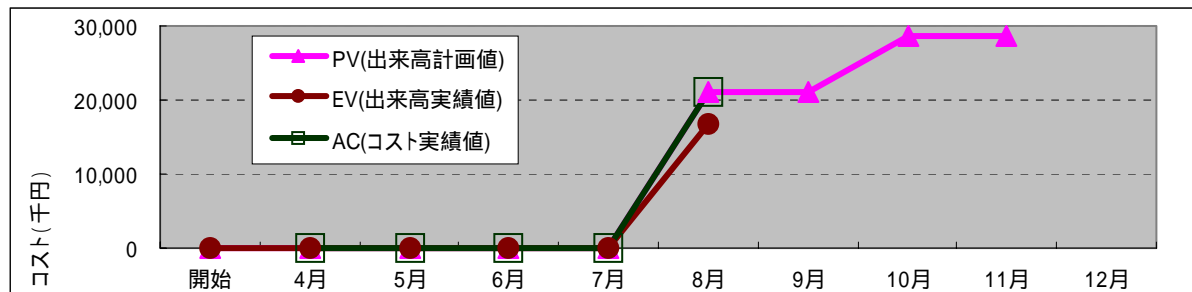 30,000
20,000
10,000
0
コスト(千円)
PV(出来高計画値)
EV(出来高実績値)
AC(コスト実績値)
開始 4月 5月 6月 7月 8月 9月 10月 11月 12月